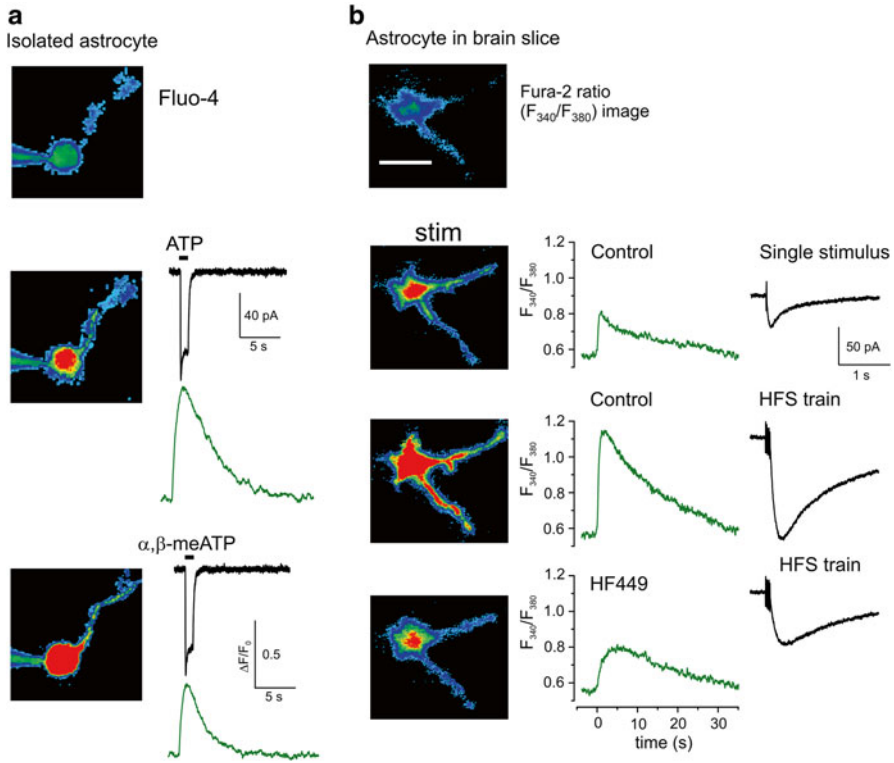 a
Isolated astrocyte
Fluo-4
ATP
40 pA
5 s
α,β-meATP
ΔF/F0
0.5
5 s
b
Astrocyte in brain slice
Fura-2 ratio
(F340/F380) image
stim
F340/F380
1.2
1.0
0.8
0.6
Control
Single stimulus
50 pA
1 s
F340/F380
1.2
1.0
0.8
0.6
Control
HFS train
F340/F380
1.2
1.0
0.8
0.6
HF449
HFS train
0 10 20 30
time (s)